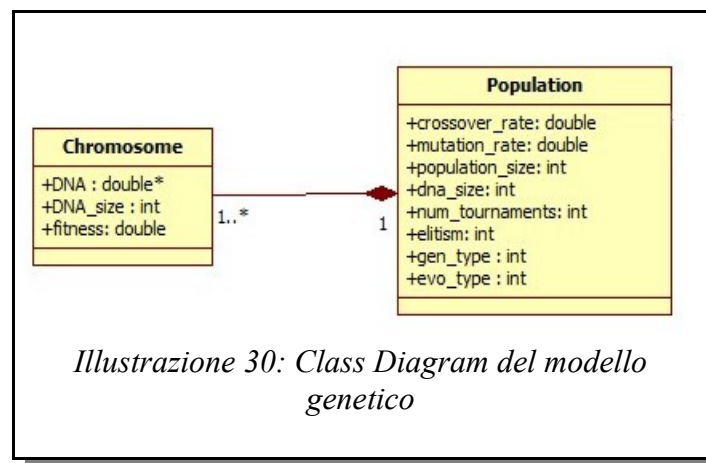 Chromosome
+DNA : double*
+DNA_size : int
+fitness: double
1..*
1
Population
+crossover_rate: double
+mutation_rate: double
+population_size: int
+dna_size: int
+num_tournaments: int
+elitism: int
+gen_type : int
+evo_type : int
Illustrazione 30: Class Diagram del modello
genetico